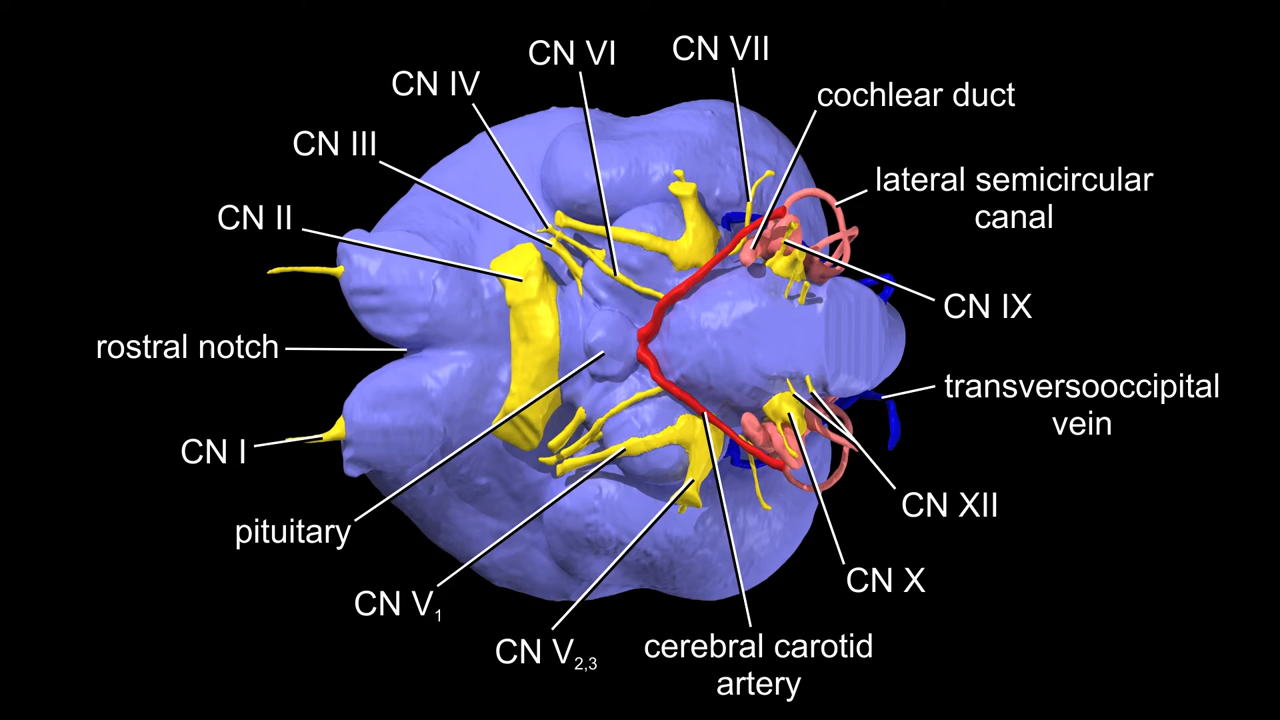 CN VI
CN VII
CN IV
cochlear duct
CN III
lateral semicircular
canal
CN II
CN IX
rostral notch
transversooccipital
vein
CN I
CN XII
pituitary
CN X
CN V1
CN V2,3
cerebral carotid
artery